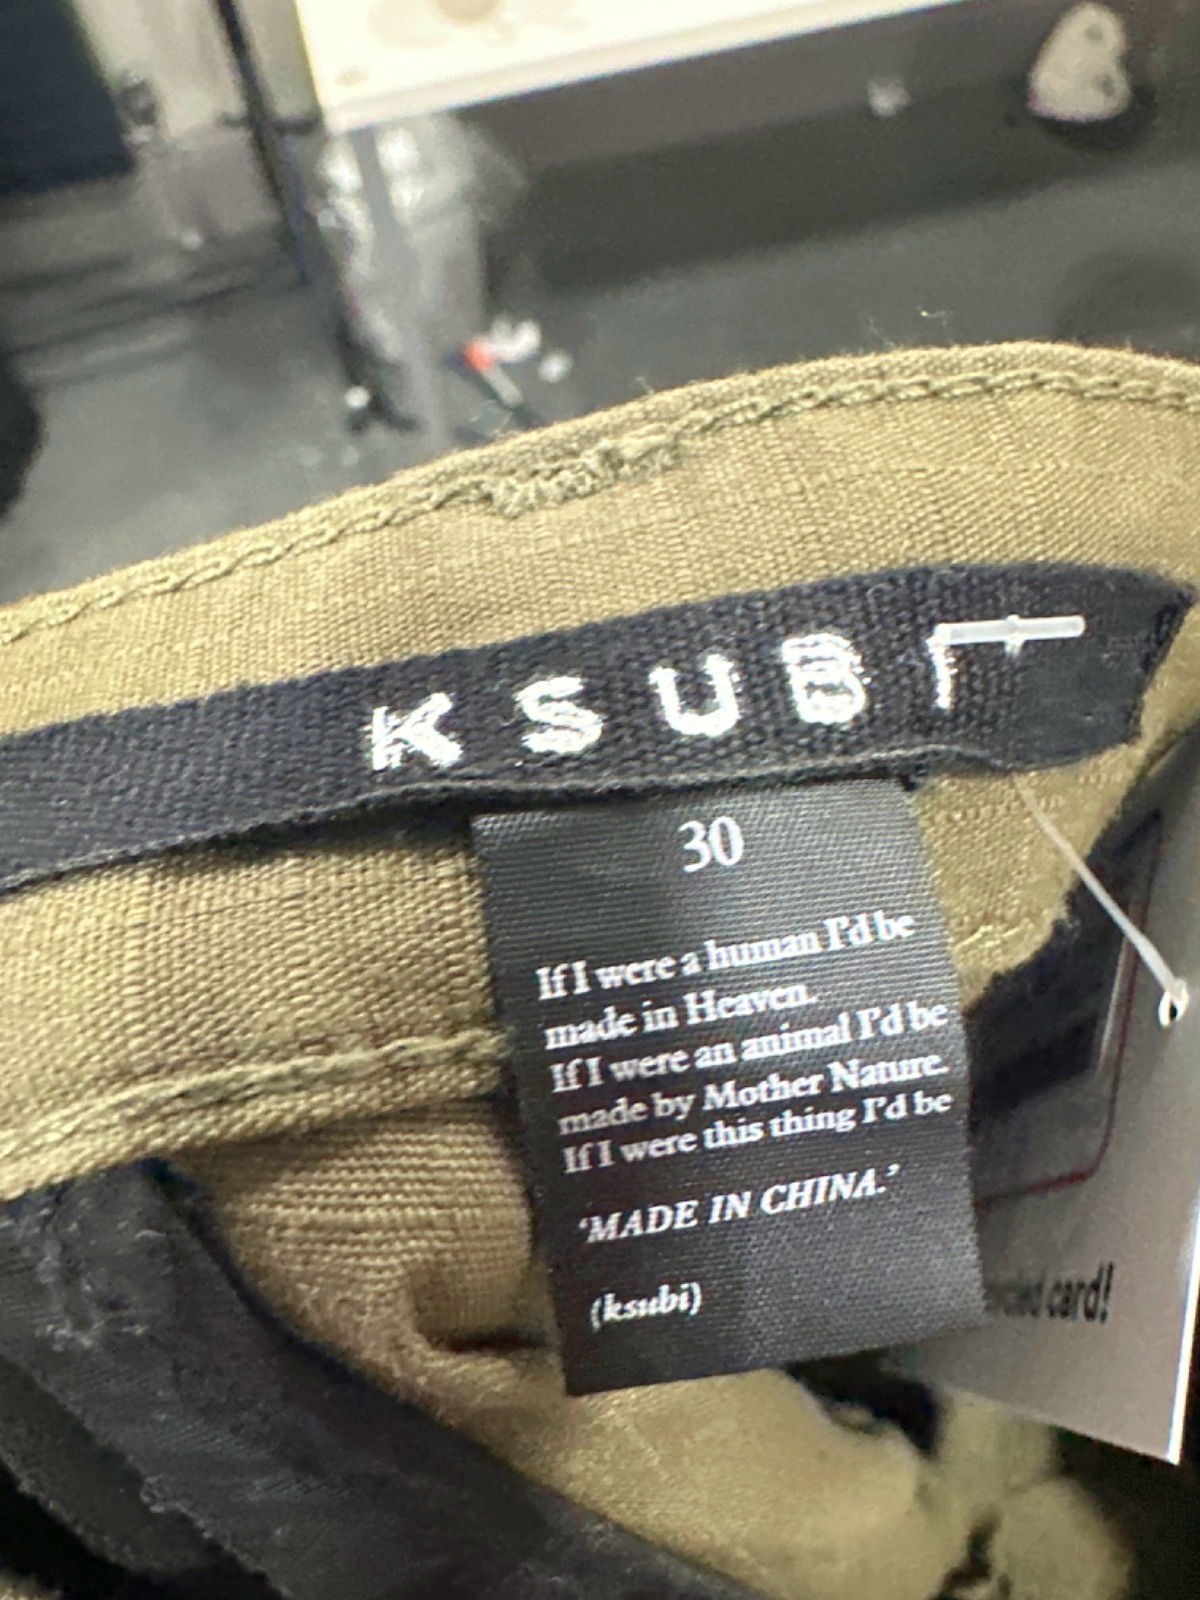 KSUBI
30
If I were a human I'd be
made in Heaven.
If I were an animal I'd be
made by Mother Nature.
If I were this thing I'd be
‘MADE IN CHINA.’
(ksubi)
card!